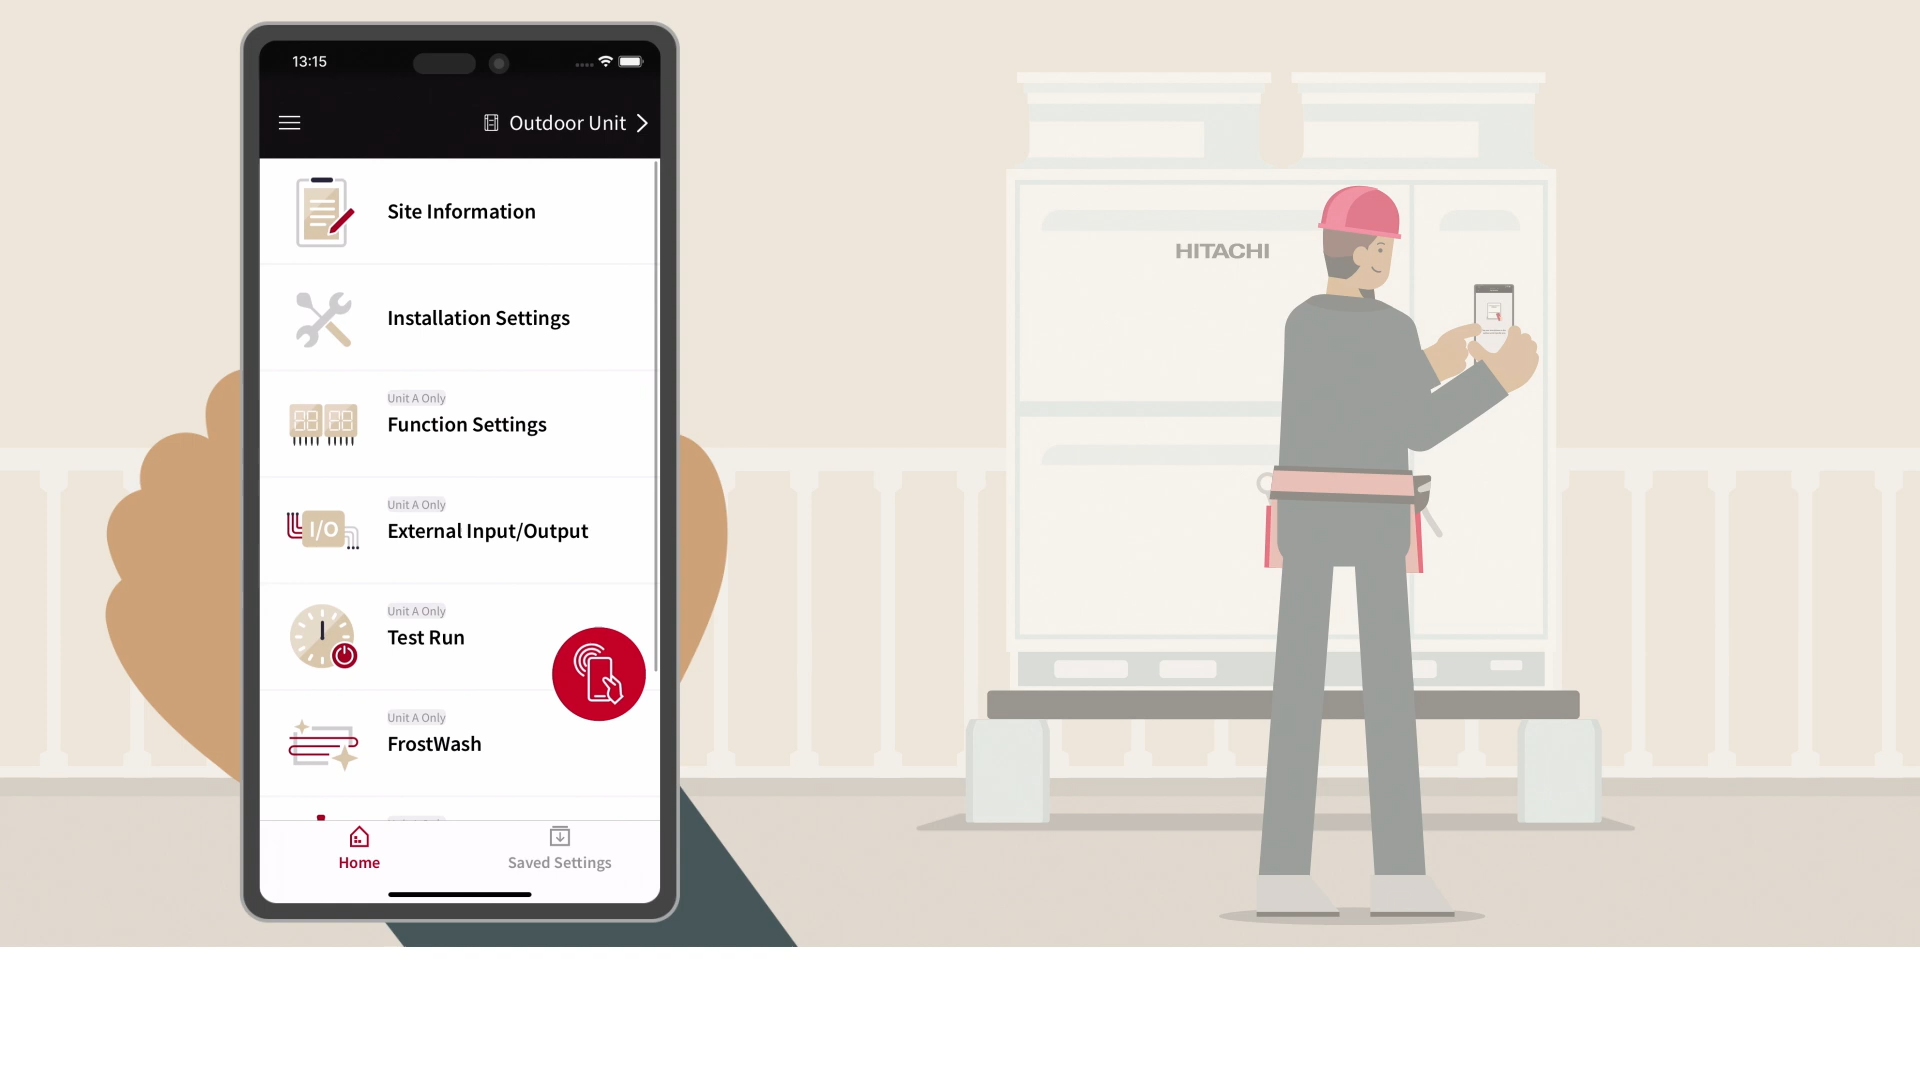 13:15
Outdoor Unit
Site Information
Installation Settings
Unit A Only
Function Settings
Unit A Only
I/O
External Input/Output
Unit A Only
Test Run
Unit A Only
FrostWash
Home
Saved Settings
HITACHI